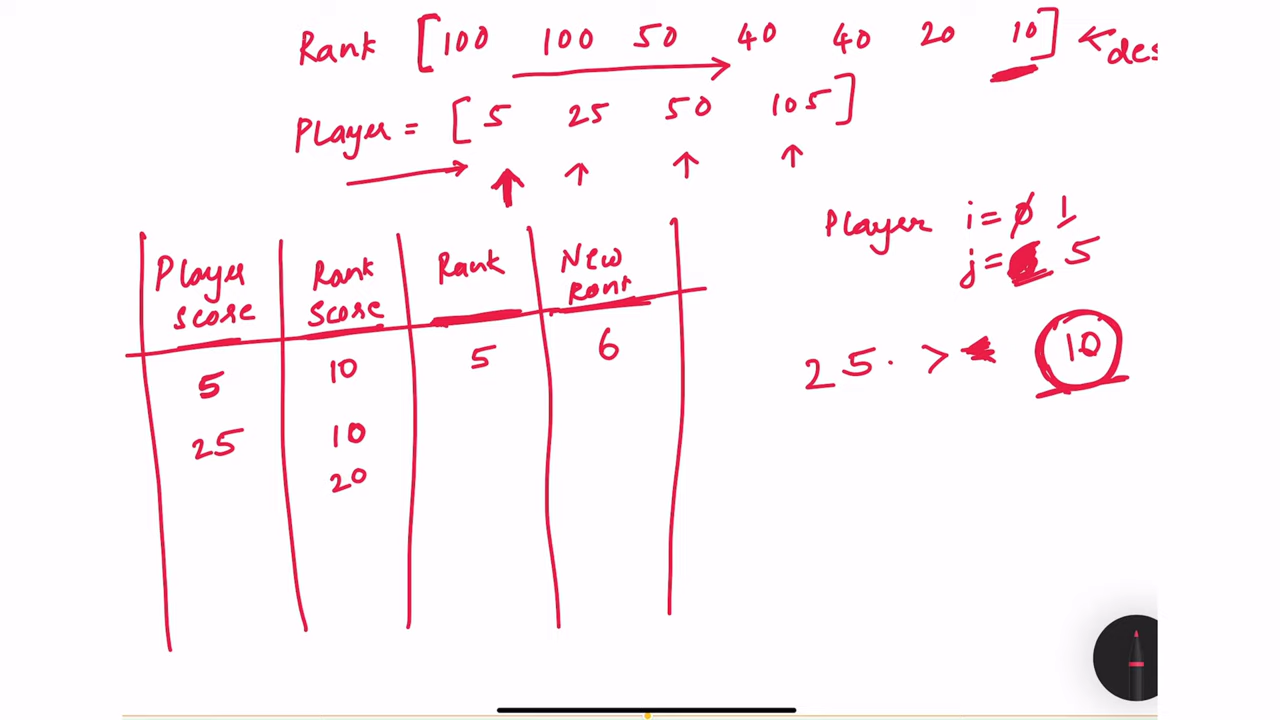 Rank [100 100 50 40 40 20 10] ← des
Player = [5 25 50 105]
Player i = 0 1
j = 5
Player Score
Rank Score
Rank
New Rank
5 10 5 6
25 10
20
25. > 10